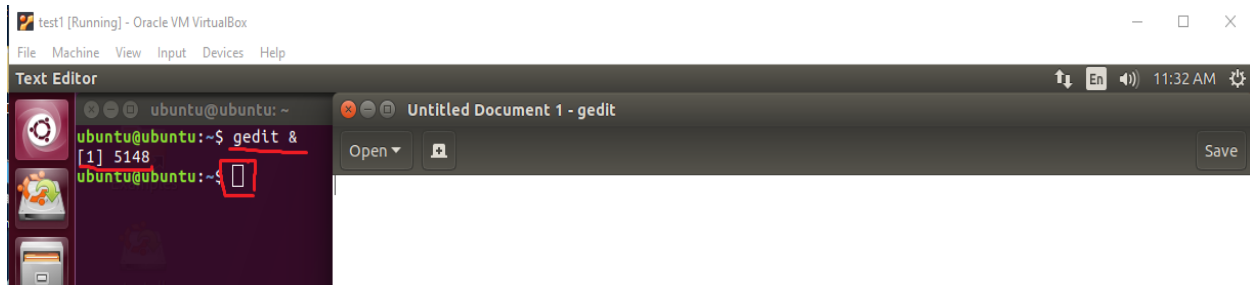 test1 [Running] - Oracle VM VirtualBox
File Machine View Input Devices Help
Text Editor
En 11:32 AM
ubuntu@ubuntu: ~
Untitled Document 1 - gedit
ubuntu@ubuntu:~$ gedit &
[1] 5148
ubuntu@ubuntu:~$
Open
Save